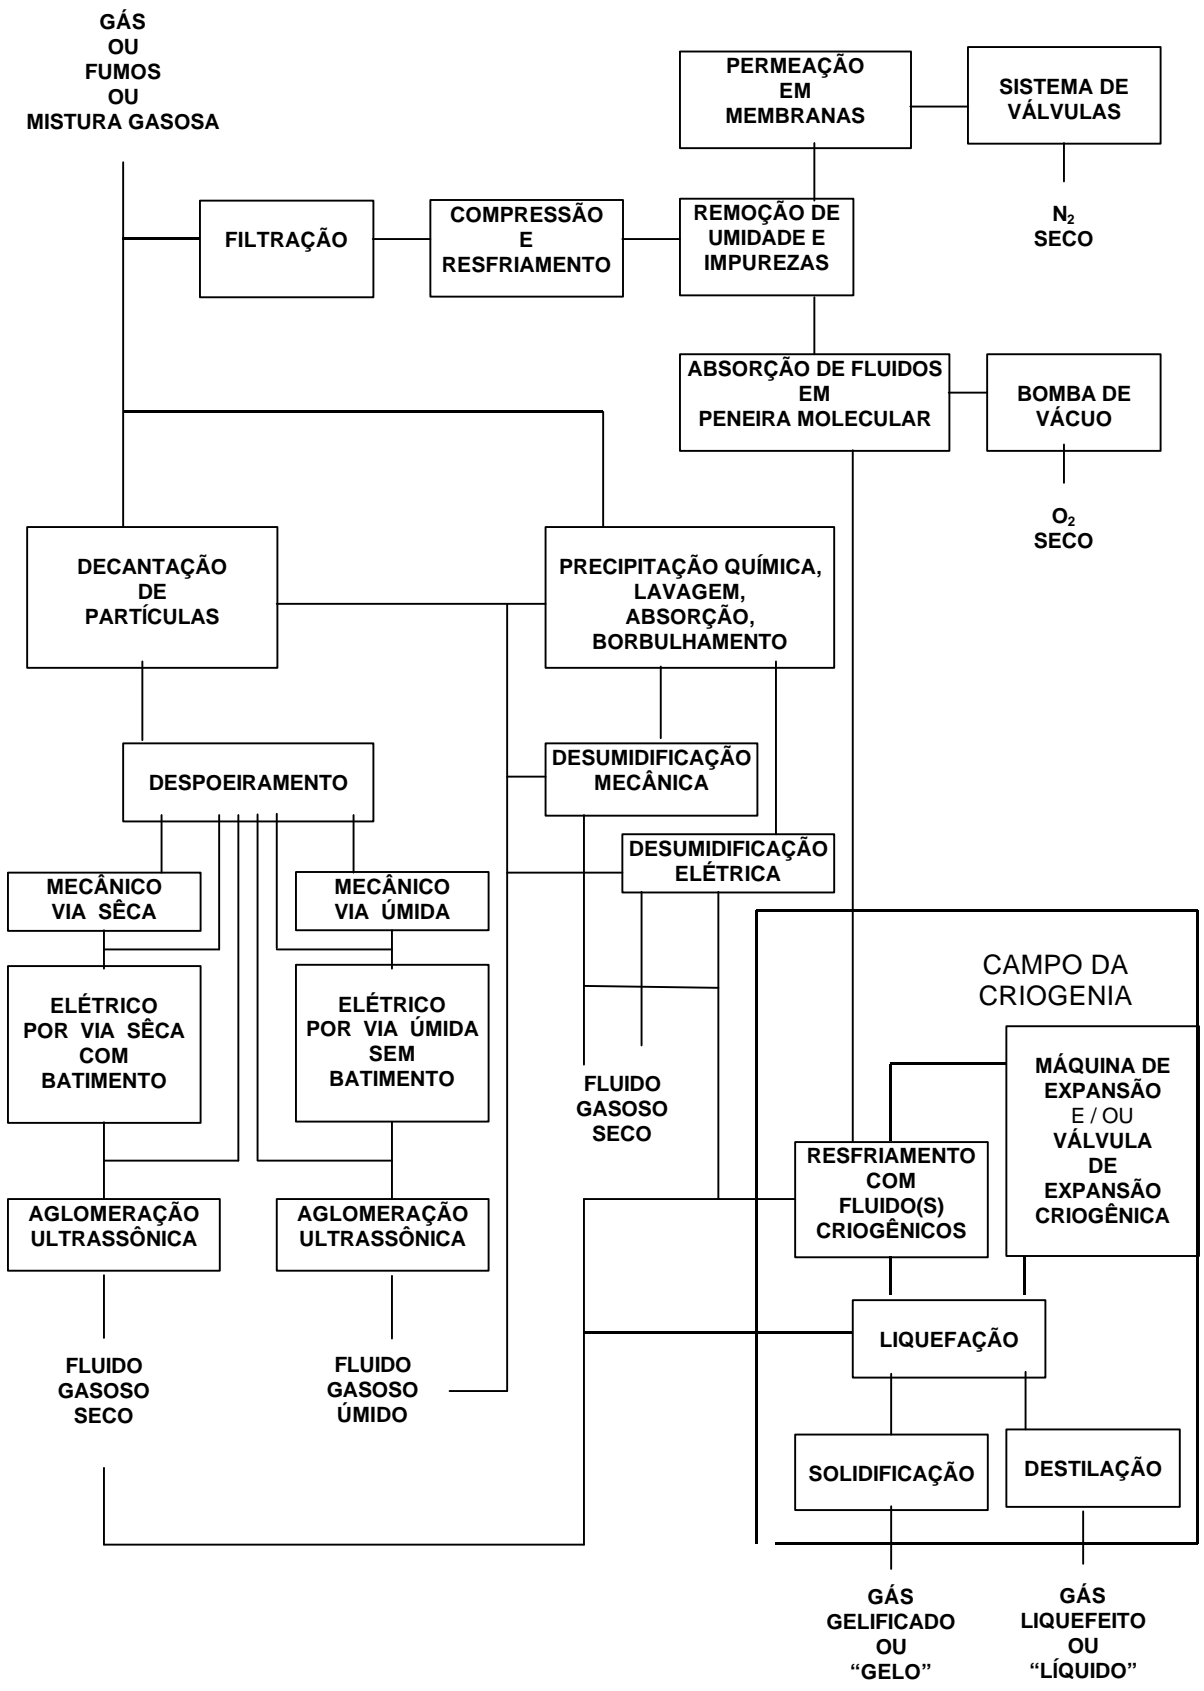 GÁS
OU
FUMOS
OU
MISTURA GASOSA
PERMEAÇÃO
EM
MEMBRANAS
SISTEMA DE
VÁLVULAS
N₂
SECO
FILTRAÇÃO
COMPRESSÃO
E
RESFRIAMENTO
REMOÇÃO DE
UMIDADE E
IMPUREZAS
ABSORÇÃO DE FLUIDOS
EM
PENEIRA MOLECULAR
BOMBA DE
VÁCUO
O₂
SECO
DECANTAÇÃO
DE
PARTÍCULAS
PRECIPITAÇÃO QUÍMICA,
LAVAGEM,
ABSORÇÃO,
BORBULHAMENTO
DESPOEIRAMENTO
DESUMIDIFICAÇÃO
MECÂNICA
DESUMIDIFICAÇÃO
ELÉTRICA
MECÂNICO
VIA SÊCA
MECÂNICO
VIA ÚMIDA
ELÉTRICO
POR VIA SÊCA
COM
BATIMENTO
ELÉTRICO
POR VIA ÚMIDA
SEM
BATIMENTO
FLUIDO
GASOSO
SECO
CAMPO DA
CRIOGENIA
MÁQUINA DE
EXPANSÃO
E / OU
VÁLVULA
DE
EXPANSÃO
CRIOGÊNICA
RESFRIAMENTO
COM
FLUIDO(S)
CRIOGÊNICOS
AGLOMERAÇÃO
ULTRASSÔNICA
AGLOMERAÇÃO
ULTRASSÔNICA
LIQUEFAÇÃO
FLUIDO
GASOSO
SECO
FLUIDO
GASOSO
ÚMIDO
SOLIDIFICAÇÃO
DESTILAÇÃO
GÁS
GELIFICADO
OU
“GELO”
GÁS
LIQUEFEITO
OU
“LÍQUIDO”